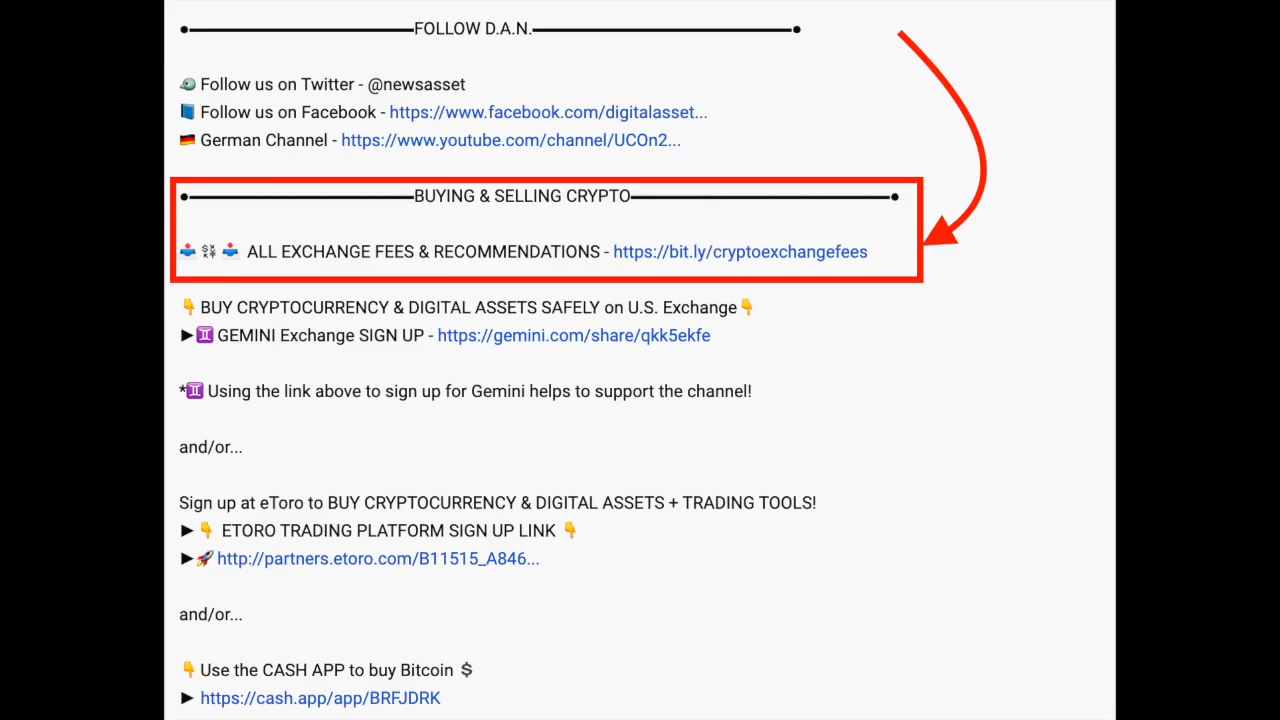 ●━━━━━━━━━━━━━FOLLOW D.A.N.━━━━━━━━━━━━━━━●
Follow us on Twitter - @newsasset
📘 Follow us on Facebook - https://www.facebook.com/digitalasset...
🇩🇪 German Channel - https://www.youtube.com/channel/UCOn2...
●━━━━━━━━━━━━━BUYING & SELLING CRYPTO━━━━━━━━━━━━━━━●
📤 💱 📤 ALL EXCHANGE FEES & RECOMMENDATIONS - https://bit.ly/cryptoexchangefees
👇BUY CRYPTOCURRENCY & DIGITAL ASSETS SAFELY on U.S. Exchange👇
►♊ GEMINI Exchange SIGN UP - https://gemini.com/share/qkk5ekfe
*♊ Using the link above to sign up for Gemini helps to support the channel!
and/or...
Sign up at eToro to BUY CRYPTOCURRENCY & DIGITAL ASSETS + TRADING TOOLS!
►👇 ETORO TRADING PLATFORM SIGN UP LINK 👇
►🚀 http://partners.etoro.com/B11515_A846...
and/or...
👇Use the CASH APP to buy Bitcoin 💲
► https://cash.app/app/BRFJDRK